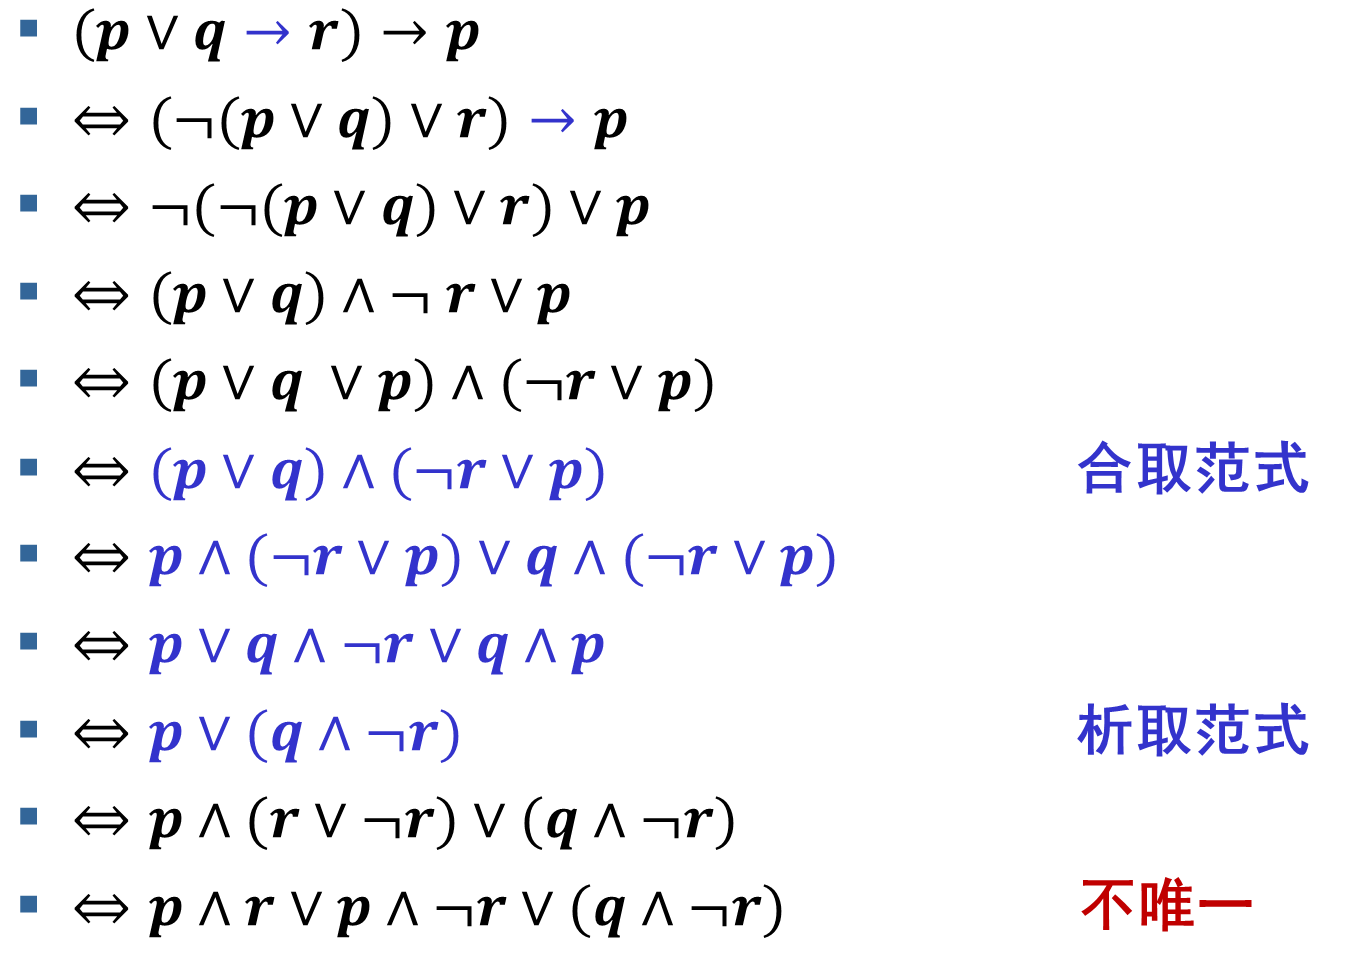 ▪ (p ∨ q → r) → p
▪ ⇔ (¬(p ∨ q) ∨ r) → p
▪ ⇔ ¬(¬(p ∨ q) ∨ r) ∨ p
▪ ⇔ (p ∨ q) ∧ ¬ r ∨ p
▪ ⇔ (p ∨ q ∨ p) ∧ (¬r ∨ p)
▪ ⇔ (p ∨ q) ∧ (¬r ∨ p) 合取范式
▪ ⇔ p ∧ (¬r ∨ p) ∨ q ∧ (¬r ∨ p)
▪ ⇔ p ∨ q ∧ ¬r ∨ q ∧ p
▪ ⇔ p ∨ (q ∧ ¬r) 析取范式
▪ ⇔ p ∧ (r ∨ ¬r) ∨ (q ∧ ¬r)
▪ ⇔ p ∧ r ∨ p ∧ ¬r ∨ (q ∧ ¬r) 不唯一